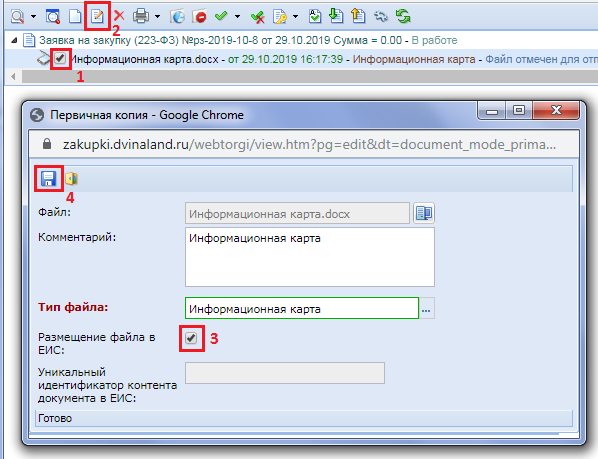 2
Заявка на закупку (223-ФЗ) №рз-2019-10-8 от 29.10.2019 Сумма = 0.00 - В работе
Информационная карта.docx - от 29.10.2019 16:17:39 - Информационная карта - Файл отмечен для отп
1
Первичная копия - Google Chrome
zakupki.dvinaland.ru/webtorgi/view.htm?pg=edit&dt=document_mode_prima...
4
Файл:
Информационная карта.docx
Комментарий:
Информационная карта
Тип файла:
Информационная карта
...
Размещение файла в
ЕИС:
3
Уникальный
идентификатор контента
документа в ЕИС:
Готово